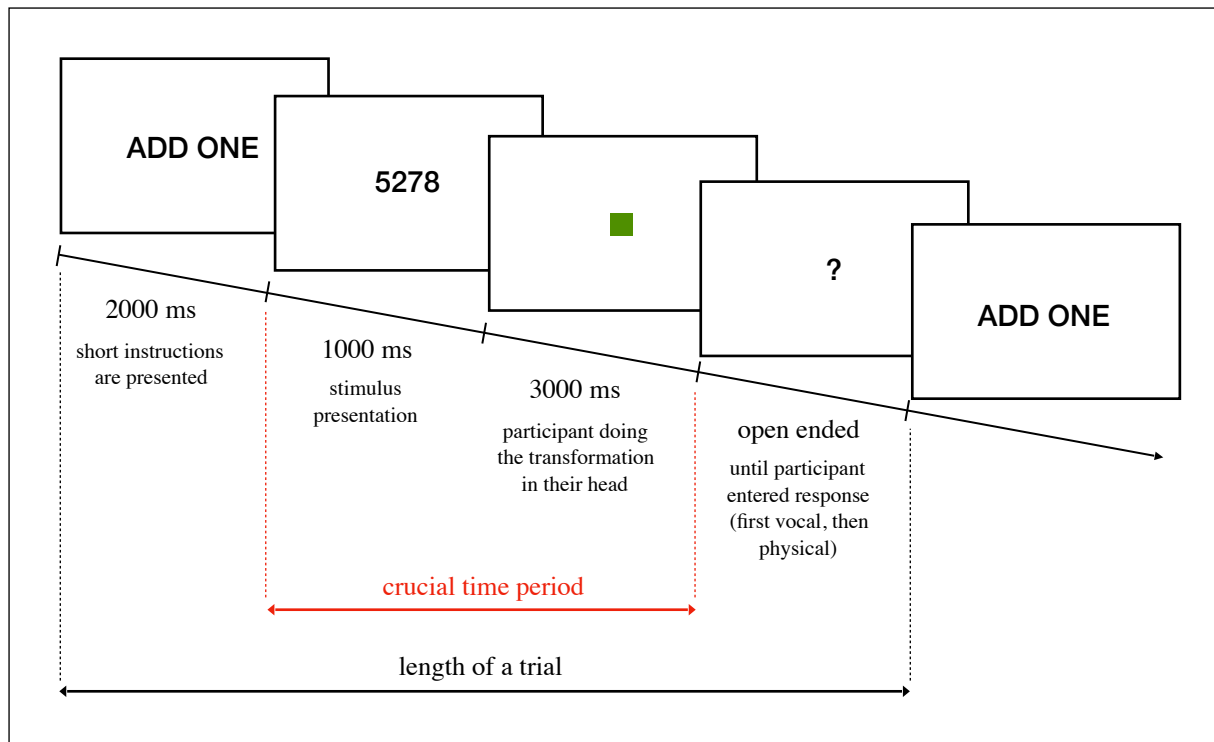 ADD ONE
5278
?
ADD ONE
2000 ms
short instructions
are presented
1000 ms
stimulus
presentation
3000 ms
participant doing
the transformation
in their head
open ended
until participant
entered response
(first vocal, then
physical)
crucial time period
length of a trial